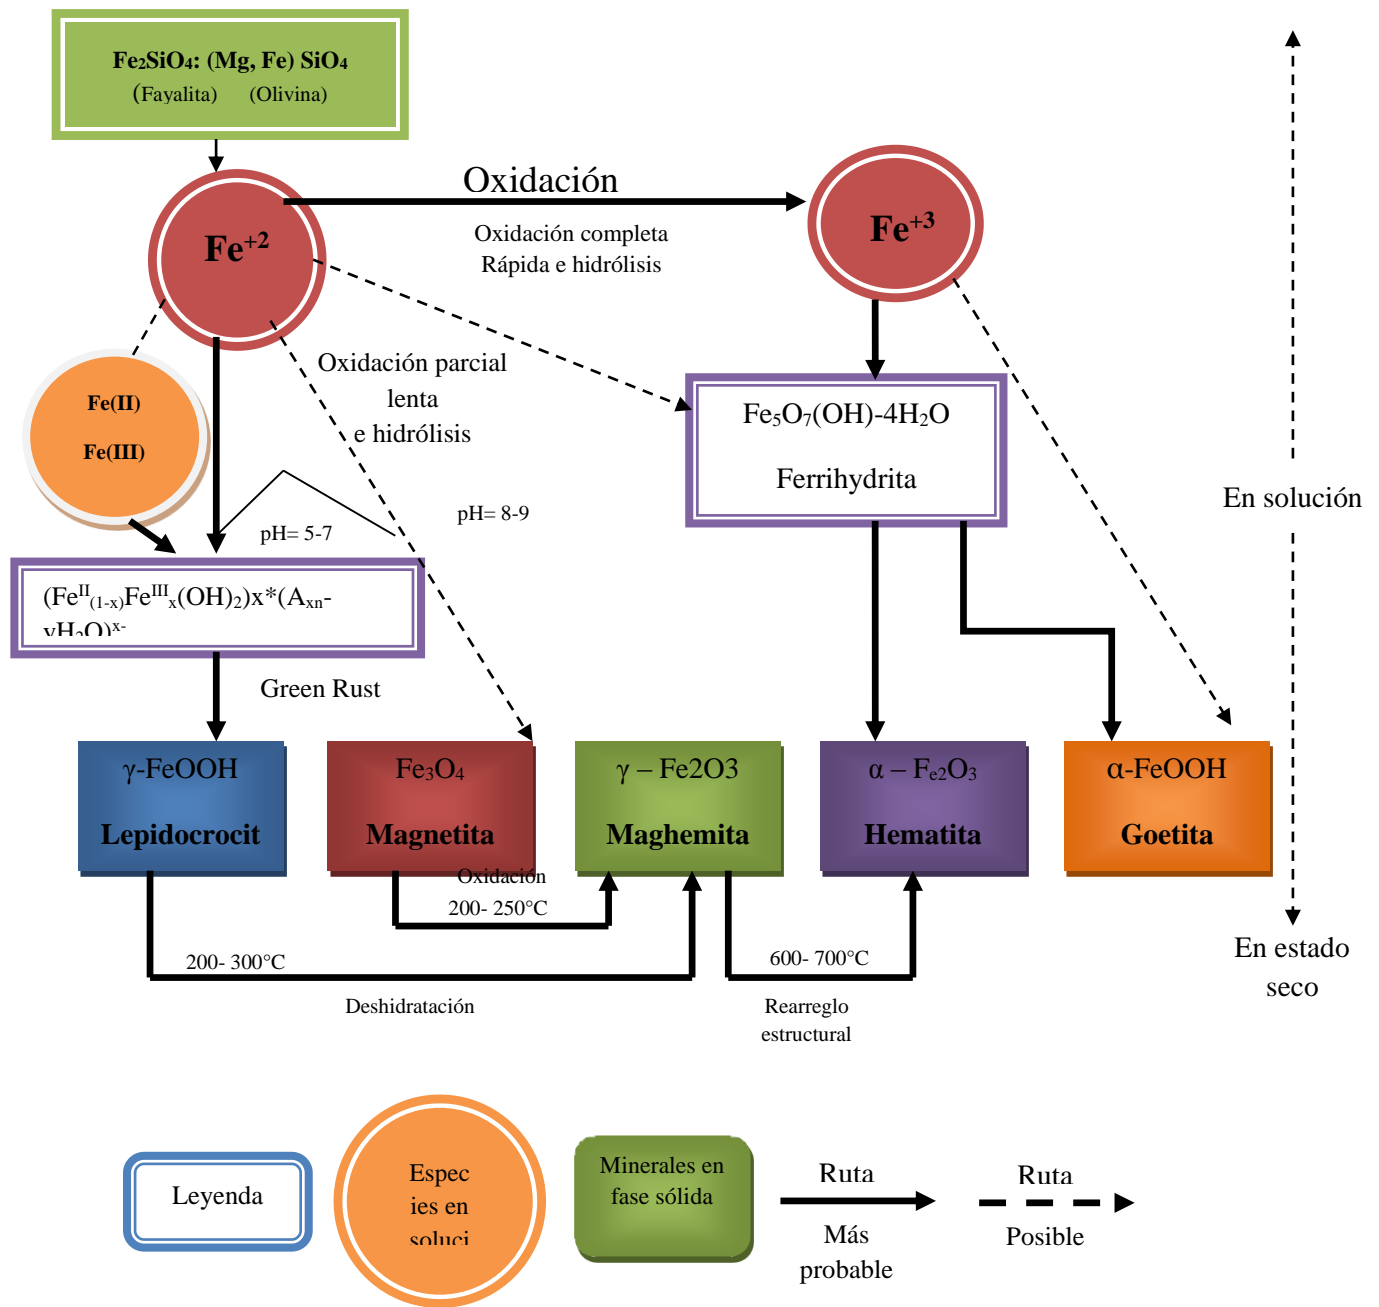 Fe₂SiO₄: (Mg, Fe) SiO₄
(Fayalita) (Olivina)
Oxidación
Fe⁺²
Fe⁺³
Oxidación completa
Rápida e hidrólisis
Oxidación parcial
lenta
e hidrólisis
Fe(II)
Fe(III)
Fe₅O₇(OH)-4H₂O
Ferrihydrita
En solución
pH= 5-7
pH= 8-9
(Feᴵᴵ₍₁₋ₓ₎Feᴵᴵᴵₓ(OH)₂)x*(Aₓₙ-
yH₂O)ˣ⁻
Green Rust
γ-FeOOH
Lepidocrocit
Fe₃O₄
Magnetita
γ – Fe2O3
Maghemita
α – Fₑ₂O₃
Hematita
α-FeOOH
Goetita
Oxidación
200- 250°C
200- 300°C
Deshidratación
600- 700°C
Rearreglo
estructural
En estado
seco
Leyenda
Espec
ies en
soluci
Minerales en
fase sólida
Ruta
Más
probable
Ruta
Posible